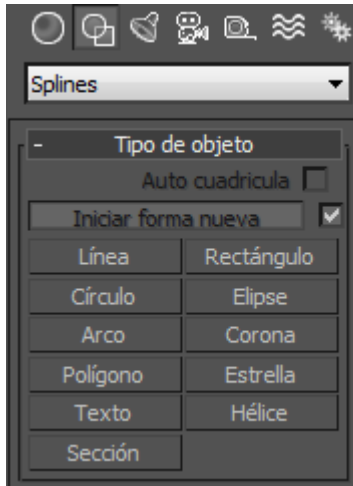 Splines
- Tipo de objeto
Auto cuadricula
Iniciar forma nueva
Línea Rectángulo
Círculo Elipse
Arco Corona
Polígono Estrella
Texto Hélice
Sección